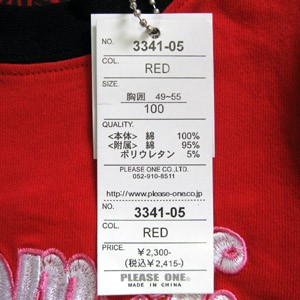 NO. 3341-05
COL. RED
SIZE. 胸囲 49~55
100
QUALITY.
<本体> 綿 100%
<附属> 綿 95%
ポリウレタン 5%
PLEASE ONE CO.,LTD.
052-910-8511
http://www.please-one.co.jp
NO. 3341-05
COL. RED
PRICE. ¥2,300-
(税込¥2,415-)
PLEASE ONE®
MADE IN CHINA